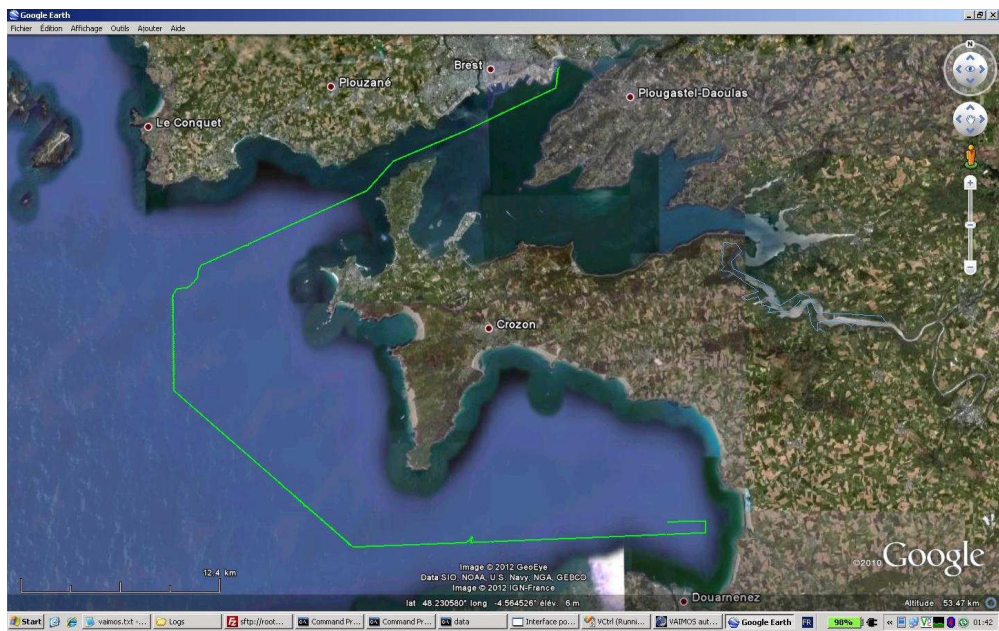 Google Earth
Fichier Édition Affichage Outils Ajouter Aide
N
Brest
Plouzané
Plougastel-Daoulas
Le Conquet
Crozon
12.4 km
Image © 2012 GeoEye
Data SIO, NOAA, U.S. Navy, NGA, GEBCO
Image © 2012 IGN-France
©2010 Google
Douarnenez
lat 48.230580° long -4.564526° élév. 6 m
Altitude 53.47 km
Start vaimos.txt -... Logs sftp://root... Command Pr... Command Pr... data Interface po... VCtrl (Runni... VAIMOS aut... Google Earth FR 98% « 01:42